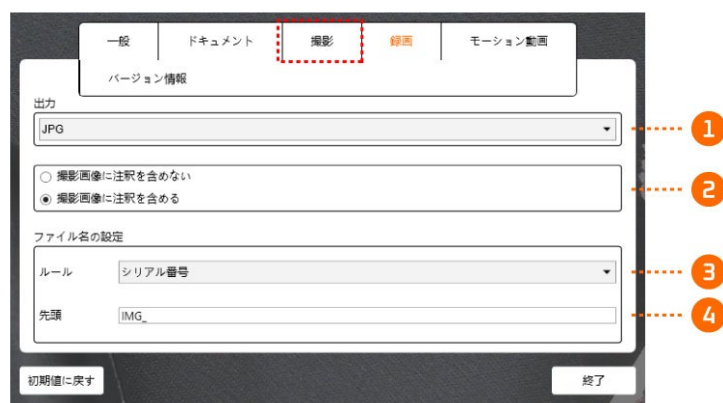 一般 ドキュメント 撮影 録画 モーション動画
バージョン情報
出力
JPG
1
撮影画像に注釈を含めない
撮影画像に注釈を含める
2
ファイル名の設定
ルール シリアル番号
3
先頭 IMG_
4
初期値に戻す 終了